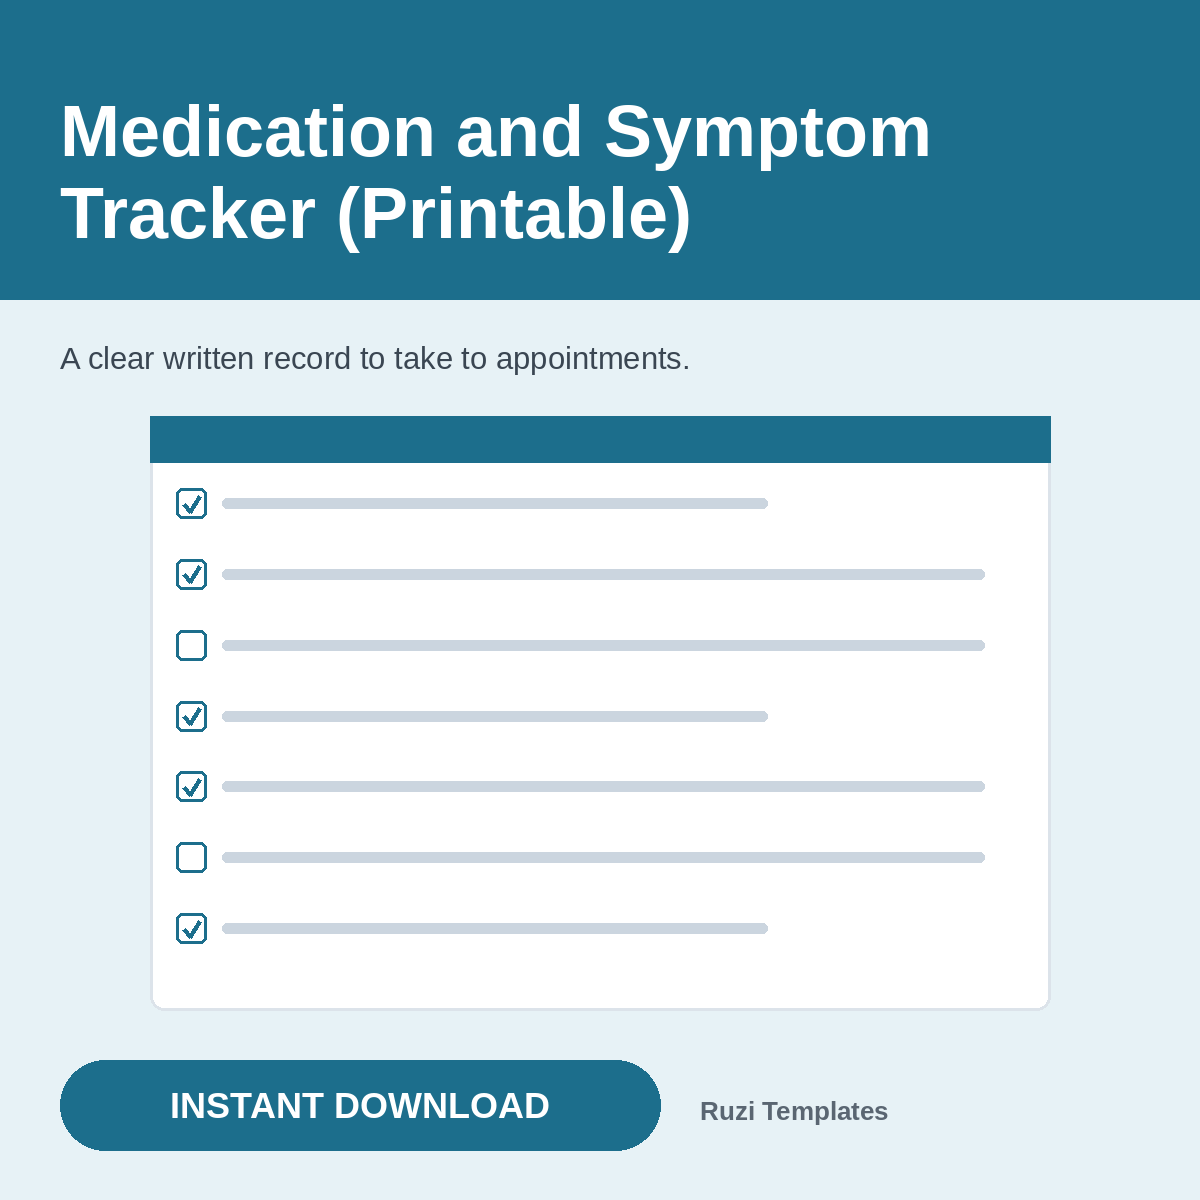 Medication and Symptom
Tracker (Printable)
A clear written record to take to appointments.
INSTANT DOWNLOAD
Ruzi Templates